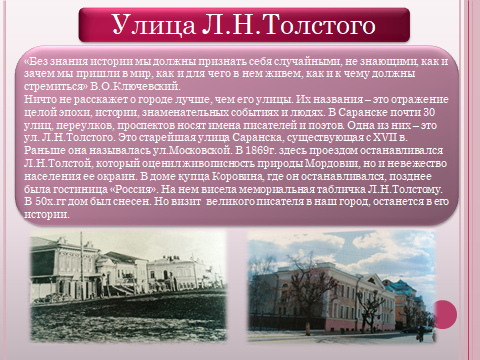 Улица Л.Н.Толстого
«Без знания истории мы должны признать себя случайными, не знающими, как и
зачем мы пришли в мир, как и для чего в нем живем, как и к чему должны
стремиться» В.О.Ключевский.
Ничто не расскажет о городе лучше, чем его улицы. Их названия – это отражение
целой эпохи, истории, знаменательных событиях и людях. В Саранске почти 30
улиц, переулков, проспектов носят имена писателей и поэтов. Одна из них – это
ул. Л.Н.Толстого. Это старейшая улица Саранска, существующая с XVII в.
Раньше она называлась ул.Московской. В 1869г. здесь проездом останавливался
Л.Н.Толстой, который оценил живописность природы Мордовии, но и невежество
населения ее окраин. В доме купца Коровина, где он останавливался, позднее
была гостиница «Россия». На нем висела мемориальная табличка Л.Н.Толстому.
В 50х.гг дом был снесен. Но визит великого писателя в наш город, останется в его
истории.